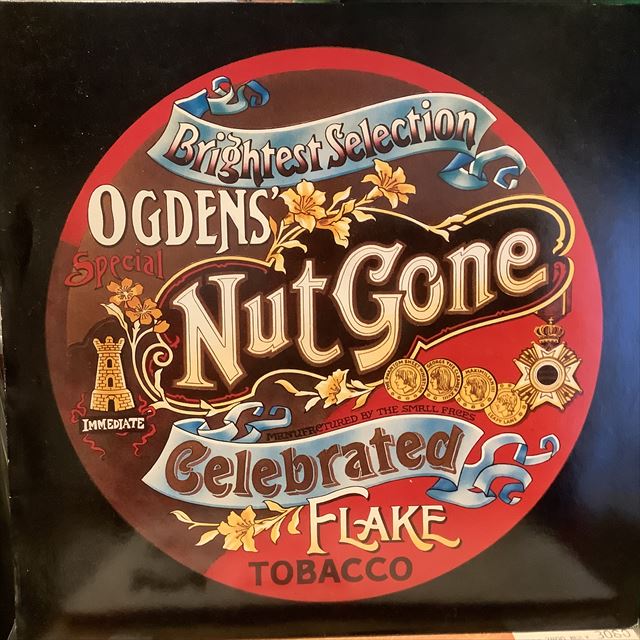 Brightest Selection
OGDENS'
Special
Nut Gone
IMMEDIATE
MANUFACTURED BY THE SMALL FACES
Celebrated
FLAKE
TOBACCO